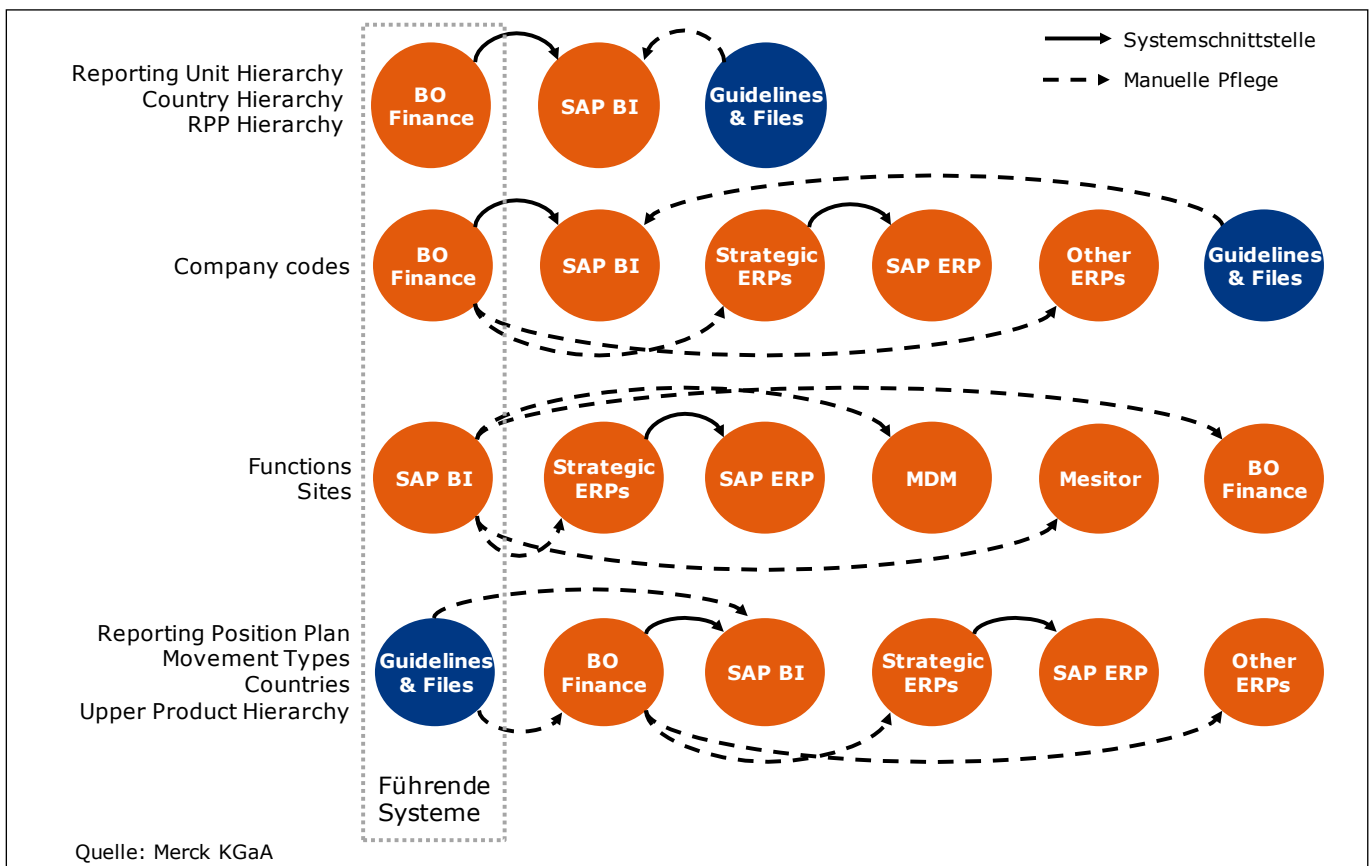 Systemschnittstelle
Manuelle Pflege
Reporting Unit Hierarchy
Country Hierarchy
RPP Hierarchy
BO
Finance
SAP BI
Guidelines
& Files
Company codes
BO
Finance
SAP BI
Strategic
ERPs
SAP ERP
Other
ERPs
Guidelines
& Files
Functions
Sites
SAP BI
Strategic
ERPs
SAP ERP
MDM
Mesitor
BO
Finance
Reporting Position Plan
Movement Types
Countries
Upper Product Hierarchy
Guidelines
& Files
BO
Finance
SAP BI
Strategic
ERPs
SAP ERP
Other
ERPs
Führende
Systeme
Quelle: Merck KGaA